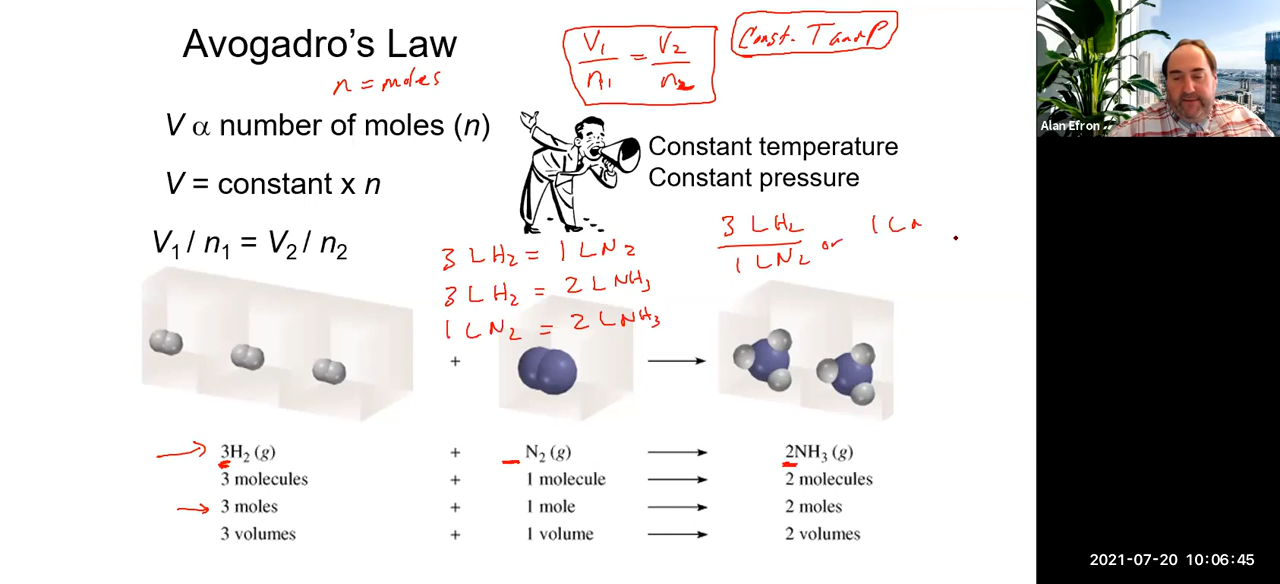 Avogadro's Law
n = moles
V₁/n₁ = V₂/n₂
Const. T and P
V α number of moles (n)
V = constant x n
V₁ / n₁ = V₂ / n₂
Constant temperature
Constant pressure
3 L H₂ = 1 L N₂
3 L H₂ = 2 L NH₃
1 L N₂ = 2 L NH₃
3 L H₂ / 1 L N₂ or 1 L
Alan Efron
3H₂ (g) + N₂ (g) → 2NH₃ (g)
3 molecules + 1 molecule → 2 molecules
3 moles + 1 mole → 2 moles
3 volumes + 1 volume → 2 volumes
2021-07-20 10:06:45